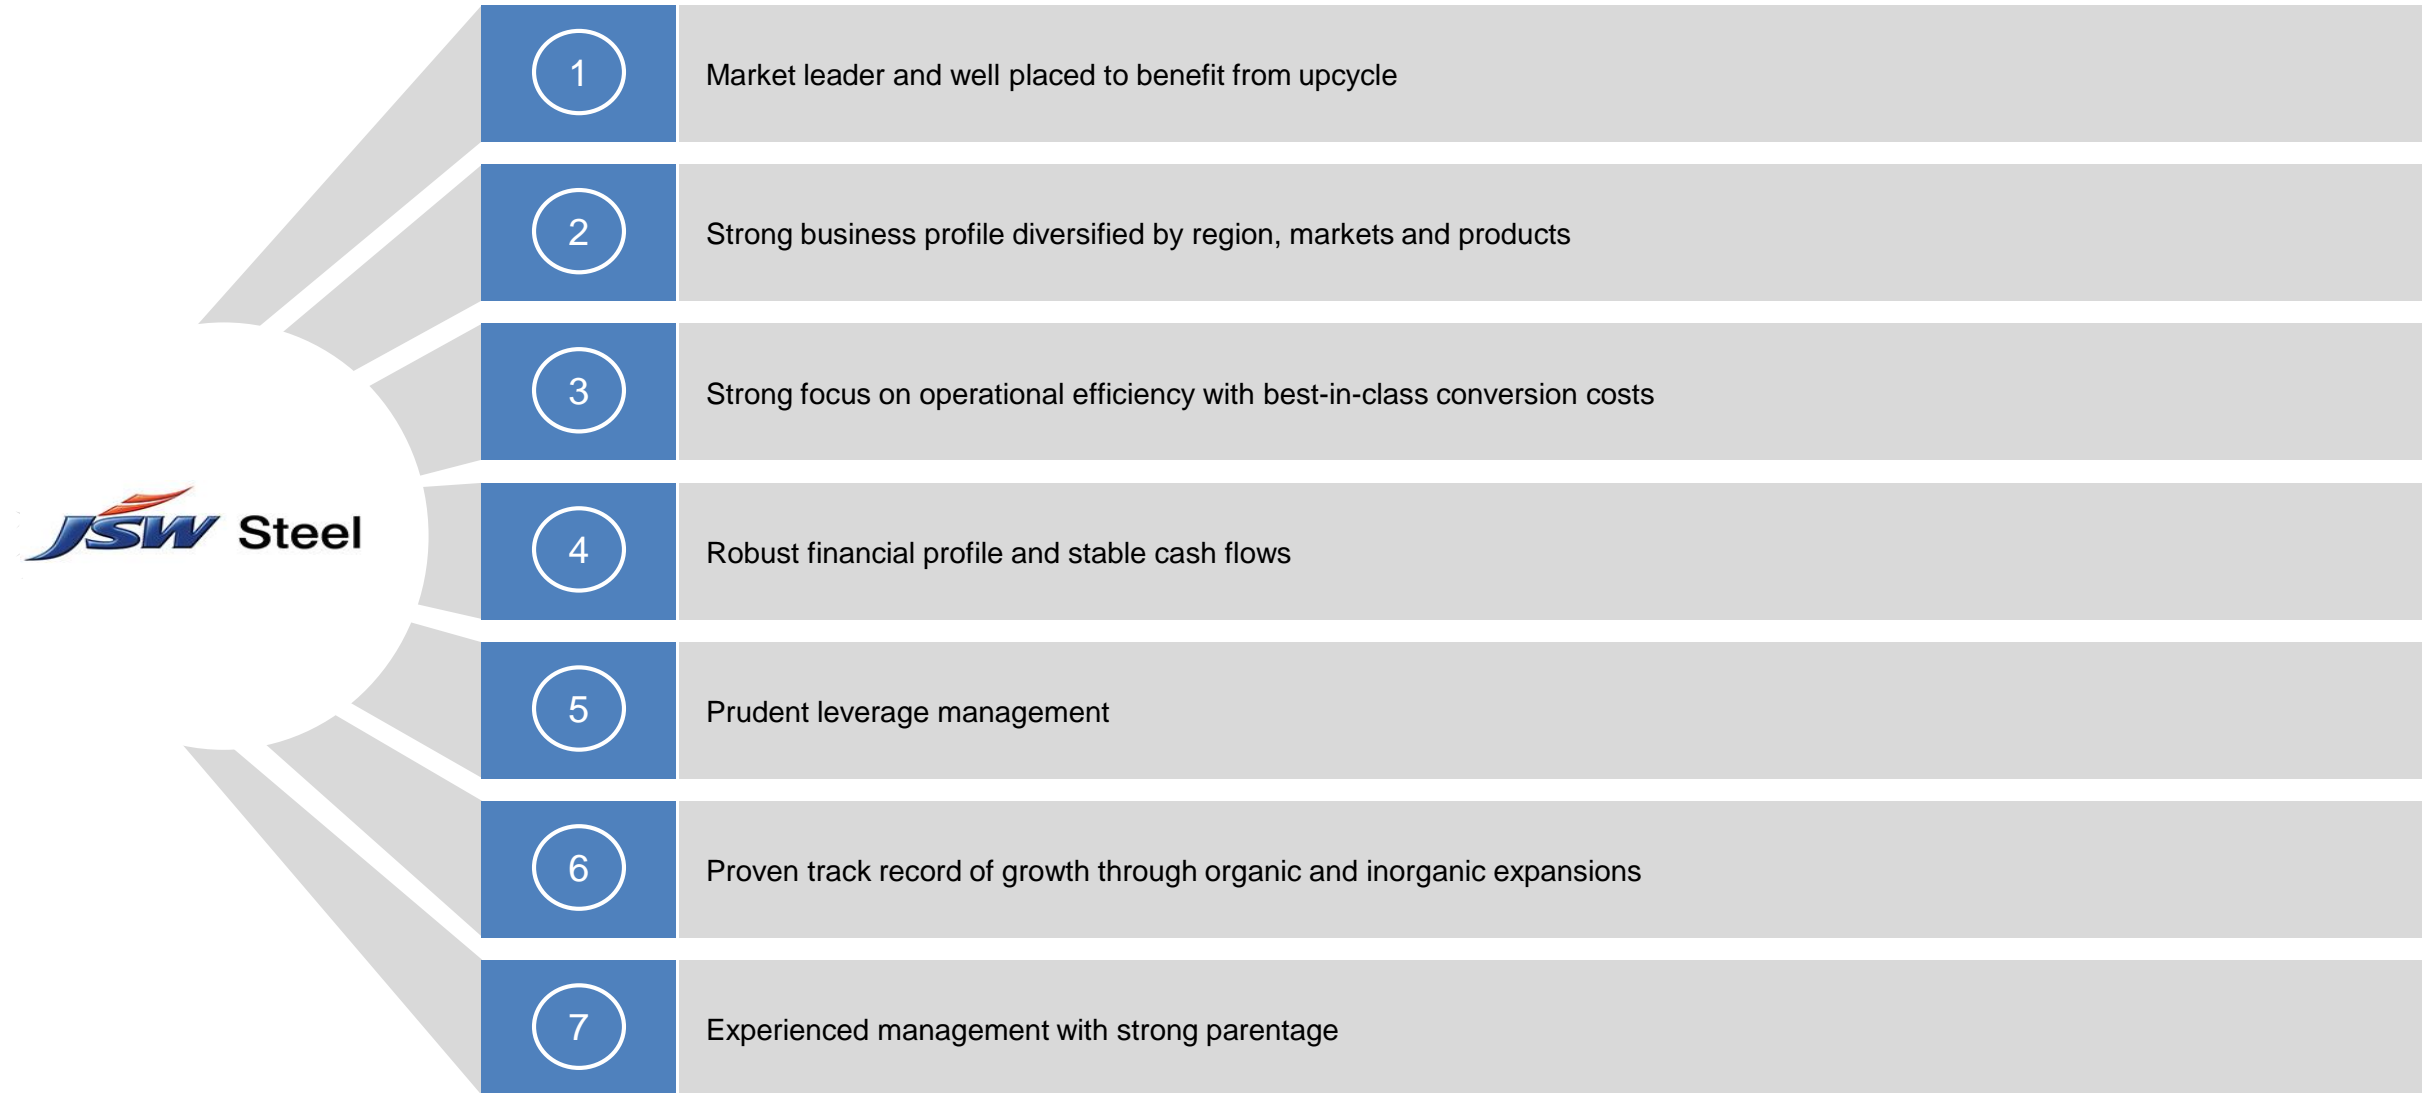 1
Market leader and well placed to benefit from upcycle
2
Strong business profile diversified by region, markets and products
3
Strong focus on operational efficiency with best-in-class conversion costs
JSW Steel
4
Robust financial profile and stable cash flows
5
Prudent leverage management
6
Proven track record of growth through organic and inorganic expansions
7
Experienced management with strong parentage